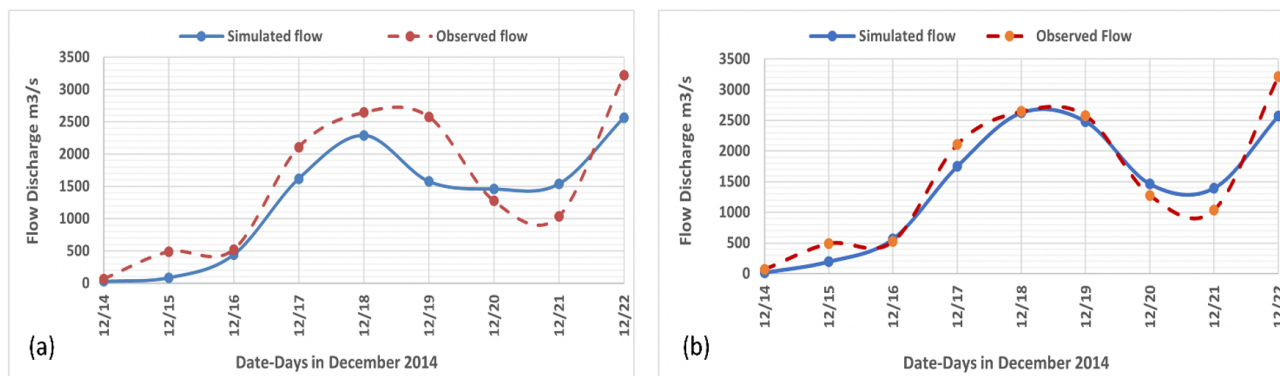 Simulated flow Observed flow
Flow Discharge m3/s
3500
3000
2500
2000
1500
1000
500
0
12/14 12/15 12/16 12/17 12/18 12/19 12/20 12/21 12/22
Date-Days in December 2014
(a)
Simulated flow Observed Flow
Flow Discharge m3/s
3500
3000
2500
2000
1500
1000
500
0
12/14 12/15 12/16 12/17 12/18 12/19 12/20 12/21 12/22
Date-Days in December 2014
(b)